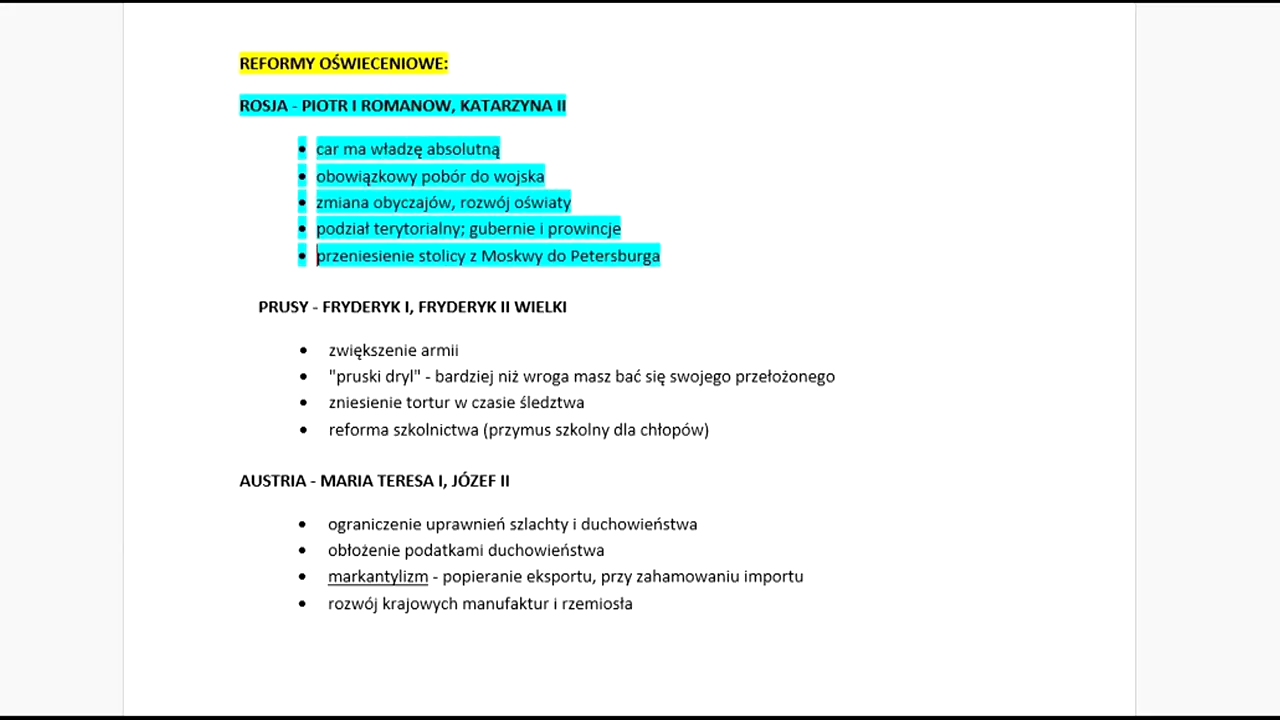 REFORMY OŚWIECENIOWE:
ROSJA - PIOTR I ROMANOW, KATARZYNA II
• car ma władzę absolutną
• obowiązkowy pobór do wojska
• zmiana obyczajów, rozwój oświaty
• podział terytorialny; gubernie i prowincje
• przeniesienie stolicy z Moskwy do Petersburga
PRUSY - FRYDERYK I, FRYDERYK II WIELKI
• zwiększenie armii
• "pruski dryl" - bardziej niż wroga masz bać się swojego przełożonego
• zniesienie tortur w czasie śledztwa
• reforma szkolnictwa (przymus szkolny dla chłopów)
AUSTRIA - MARIA TERESA I, JÓZEF II
• ograniczenie uprawnień szlachty i duchowieństwa
• obłożenie podatkami duchowieństwa
• markantylizm - popieranie eksportu, przy zahamowaniu importu
• rozwój krajowych manufaktur i rzemiosła